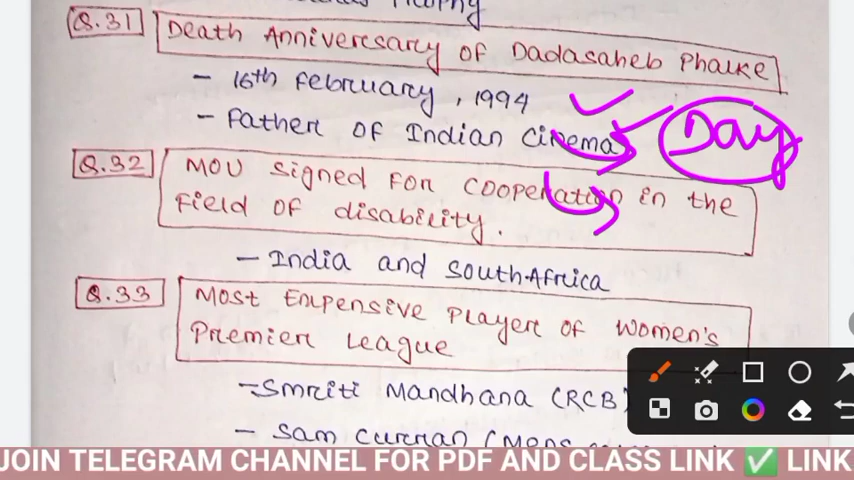 Trophy
Q.31 Death Anniversary of Dadasaheb Phalke
- 16th february, 1994
- Father of Indian Cinema
Day
Q.32 MOU signed for cooperation in the
field of disability.
- India and South-Africa
Q.33 Most Expensive player of women's
Premier League
- Smriti Mandhana (RCB)
- Sam Curran (Mens
JOIN TELEGRAM CHANNEL FOR PDF AND CLASS LINK ✅ LINK